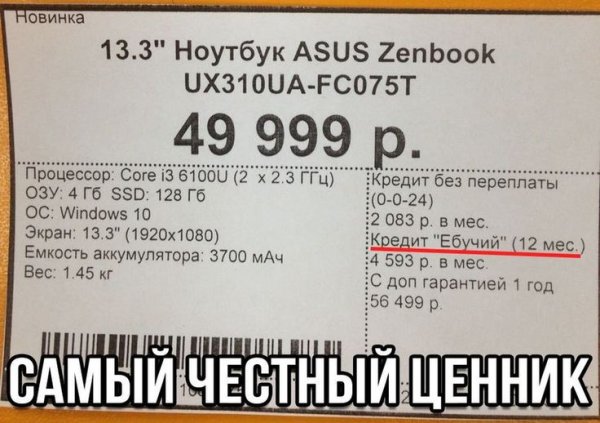 Новинка
13.3" Ноутбук ASUS Zenbook
UX310UA-FC075T
49 999 р.
Процессор: Core i3 6100U (2 x 2.3 ГГц)
ОЗУ: 4 Гб SSD: 128 Гб
ОС: Windows 10
Экран: 13.3" (1920x1080)
Емкость аккумулятора: 3700 мАч
Вес: 1.45 кг
Кредит без переплаты
(0-0-24)
2 083 р. в мес.
Кредит "Ебучий" (12 мес.)
4 593 р. в мес.
С доп гарантией 1 год
56 499 р.
САМЫЙ ЧЕСТНЫЙ ЦЕННИК